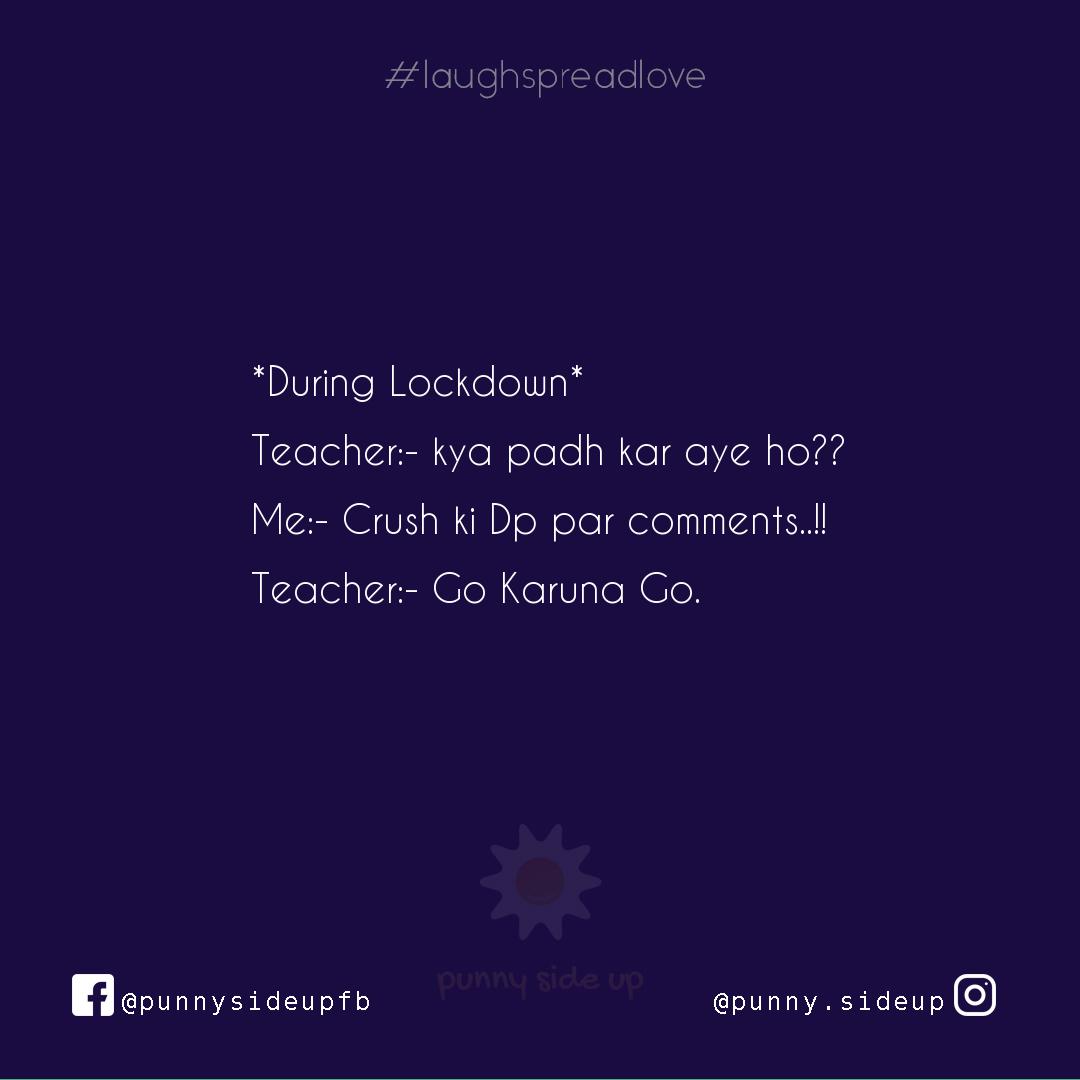 #laughspreadlove
*During Lockdown*
Teacher:- kya padh kar aye ho??
Me:- Crush ki Dp par comments..!!
Teacher:- Go Karuna Go.
punny side up
@punnysideupfb
@punny.sideup